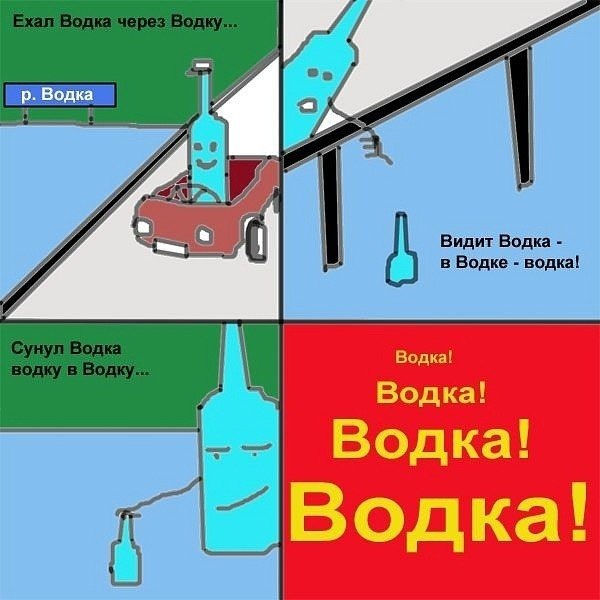 Ехал Водка через Водку...
р. Водка
Видит Водка -
в Водке - водка!
Сунул Водка
водку в Водку...
Водка!
Водка!
Водка!
Водка!